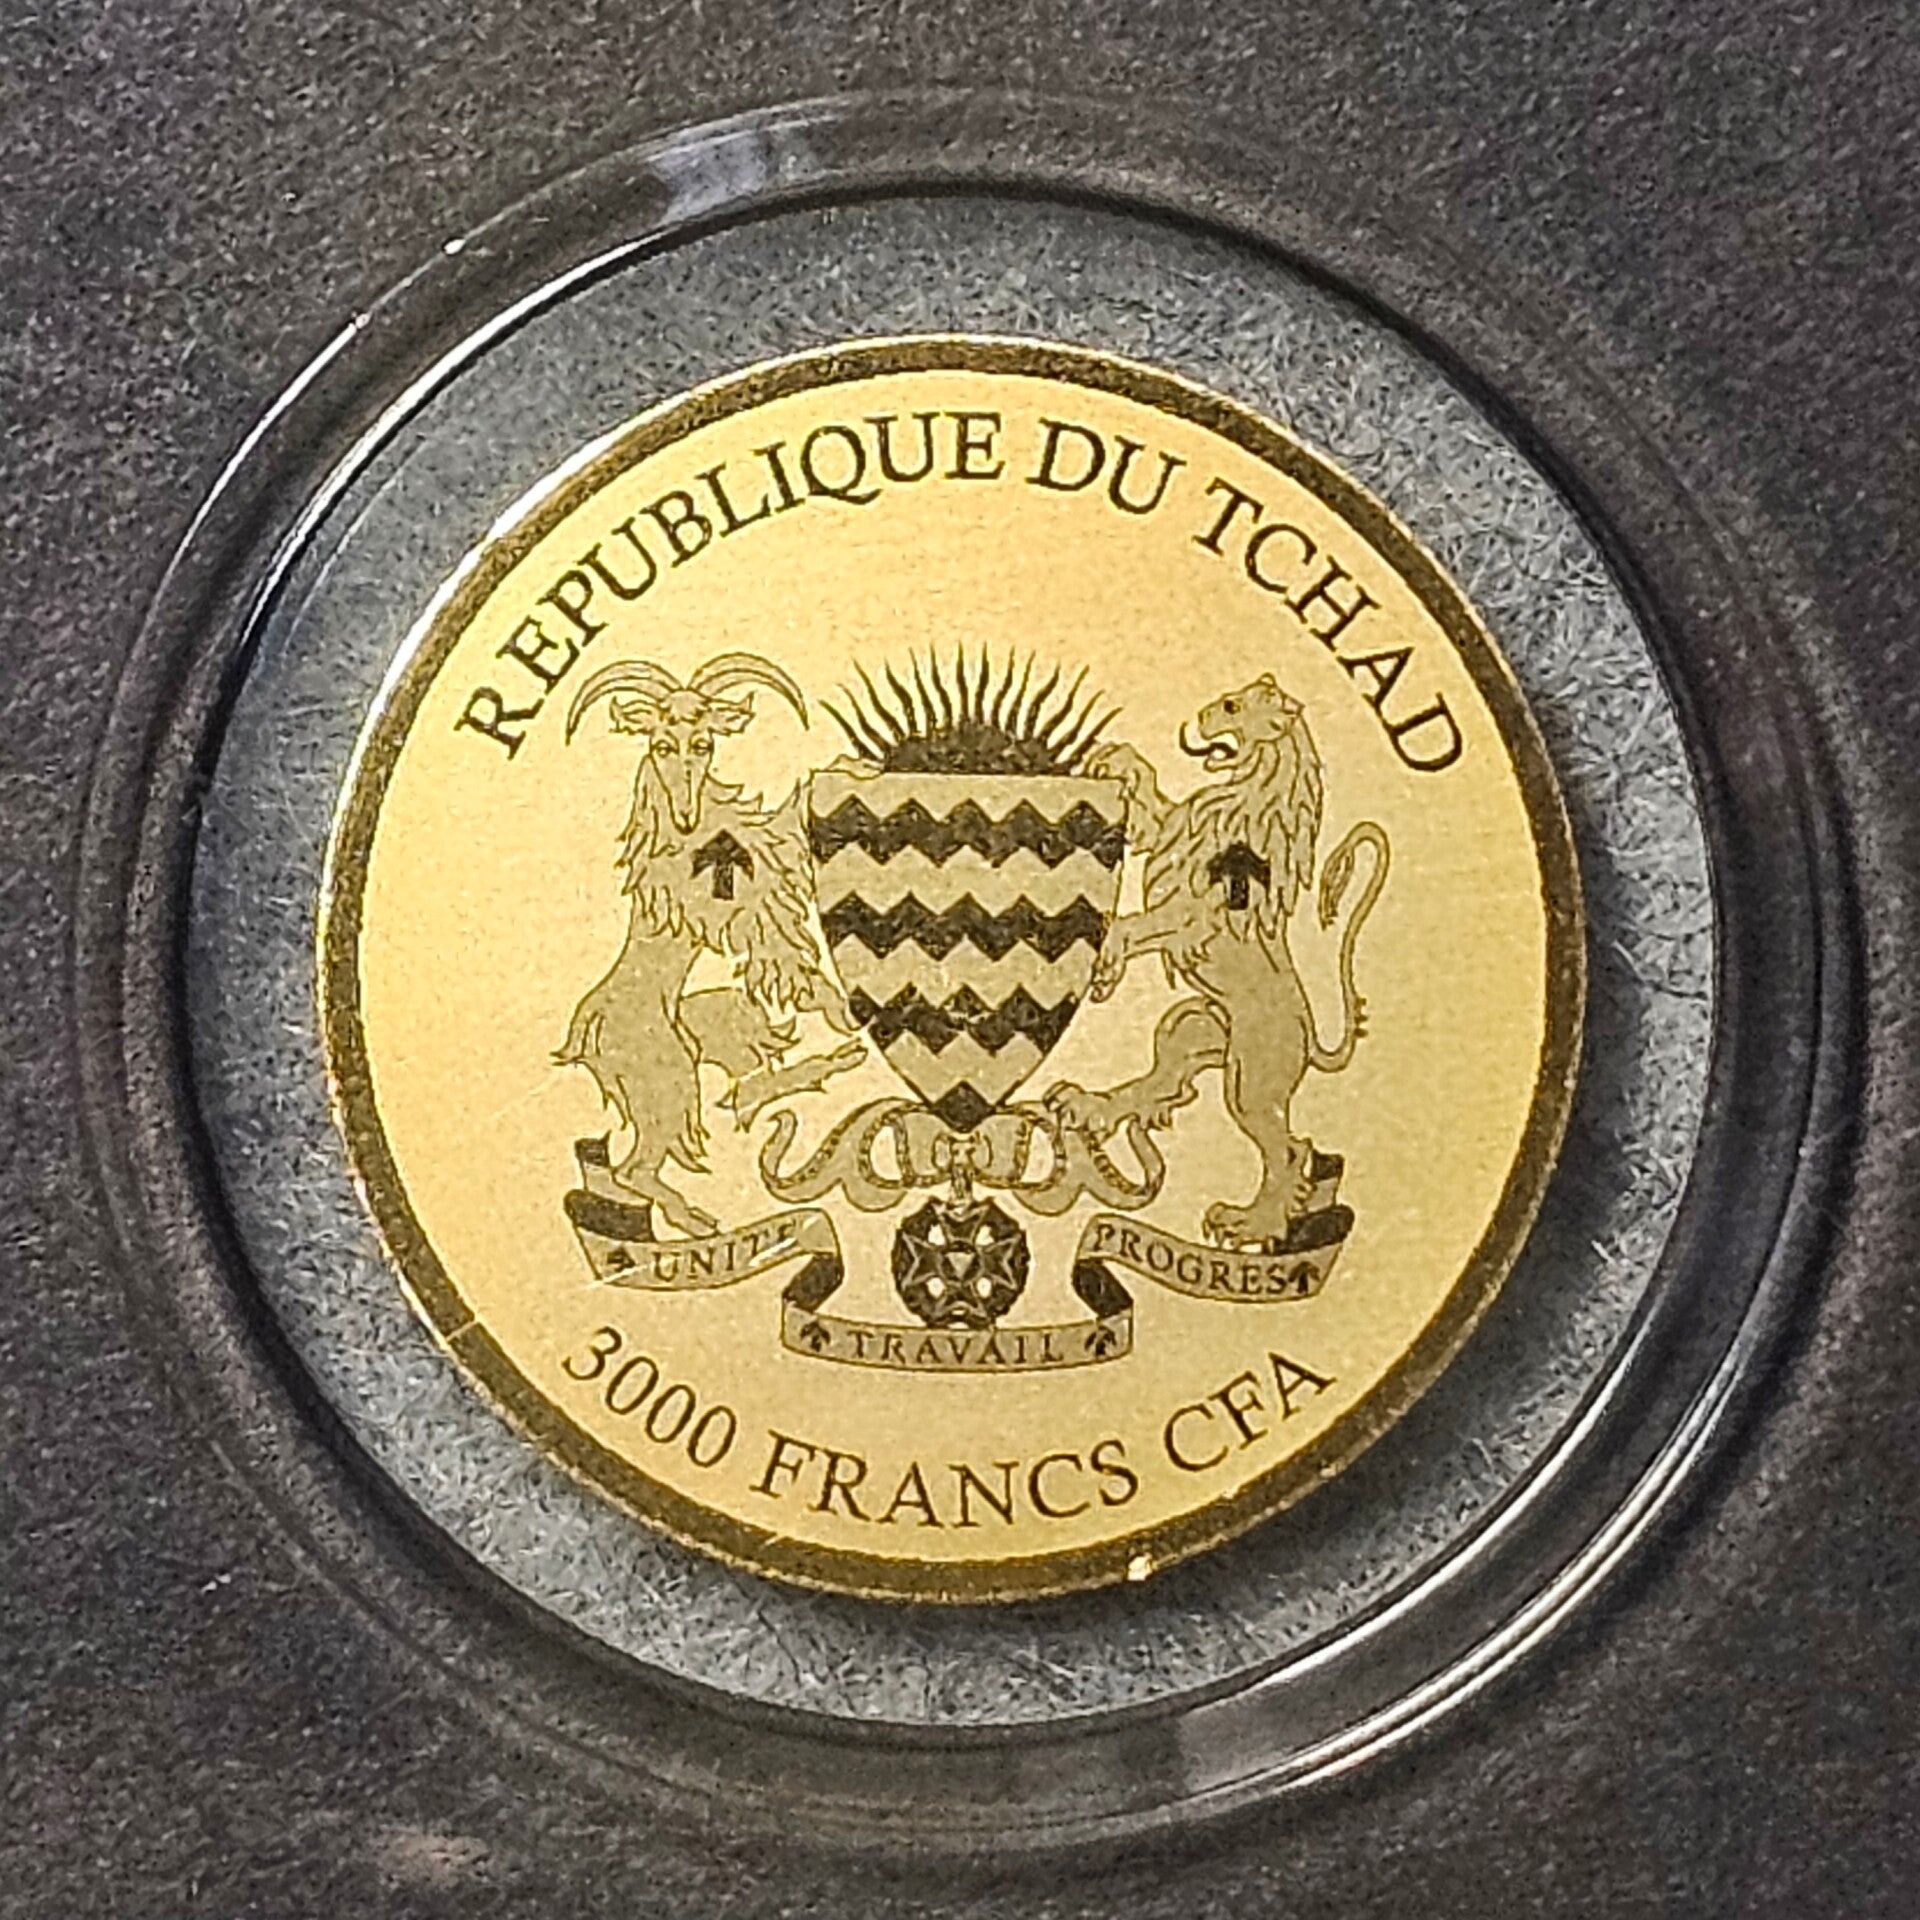 REPUBLIQUE DU TCHAD
UNITE
TRAVAIL
PROGRES
3000 FRANCS CFA